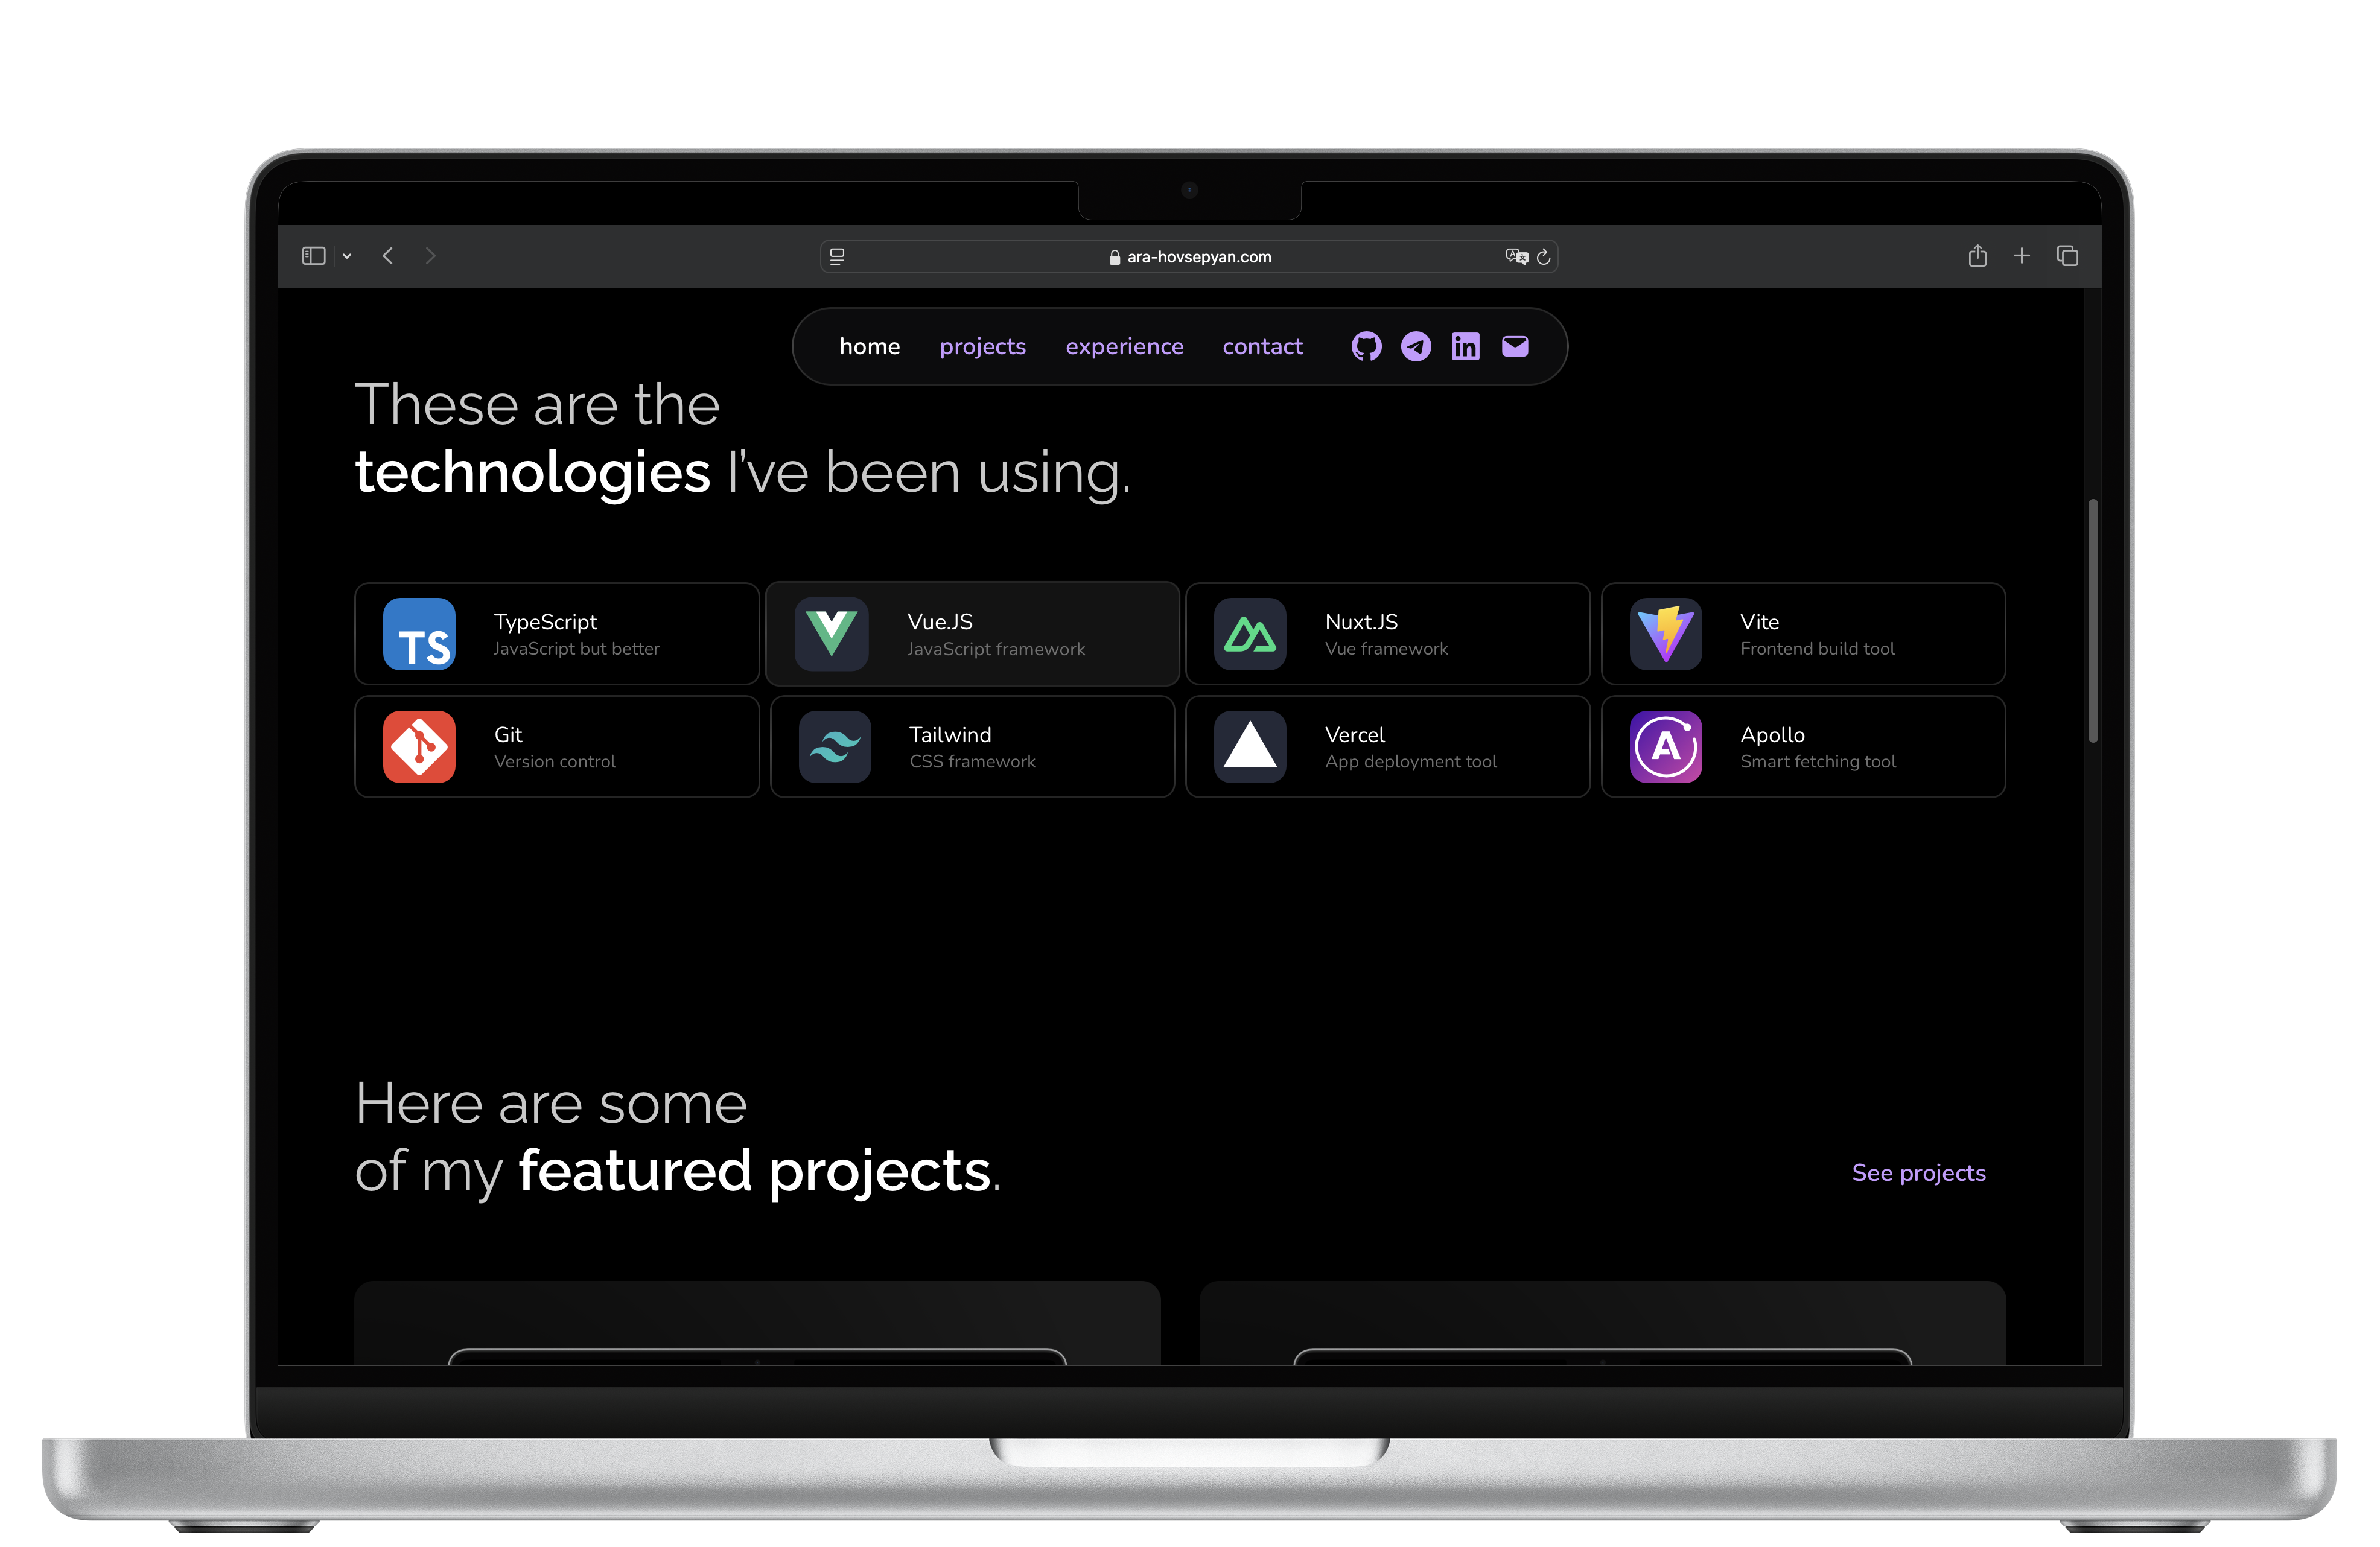 ara-hovsepyan.com
home projects experience contact
These are the
technologies I've been using.
TypeScript
JavaScript but better
Vue.JS
JavaScript framework
Nuxt.JS
Vue framework
Vite
Frontend build tool
Git
Version control
Tailwind
CSS framework
Vercel
App deployment tool
Apollo
Smart fetching tool
Here are some
of my featured projects.
See projects